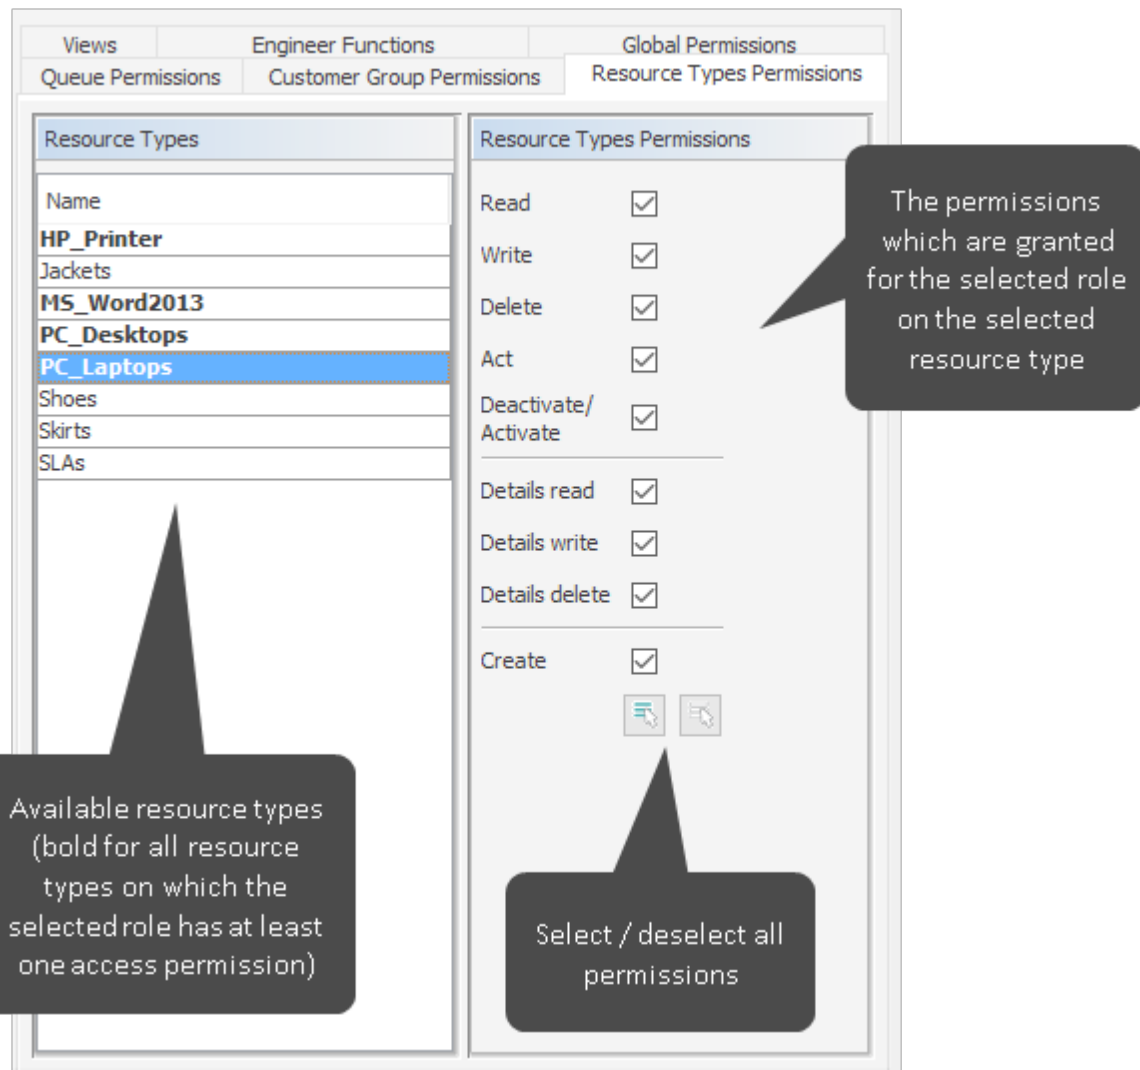 Views
Engineer Functions
Global Permissions
Queue Permissions
Customer Group Permissions
Resource Types Permissions
Resource Types
Name
HP_Printer
Jackets
MS_Word2013
PC_Desktops
PC_Laptops
Shoes
Skirts
SLAs
Resource Types Permissions
Read
Write
Delete
Act
Deactivate/
Activate
Details read
Details write
Details delete
Create
The permissions
which are granted
for the selected role
on the selected
resource type
Available resource types
(bold for all resource
types on which the
selected role has at least
one access permission)
Select / deselect all
permissions